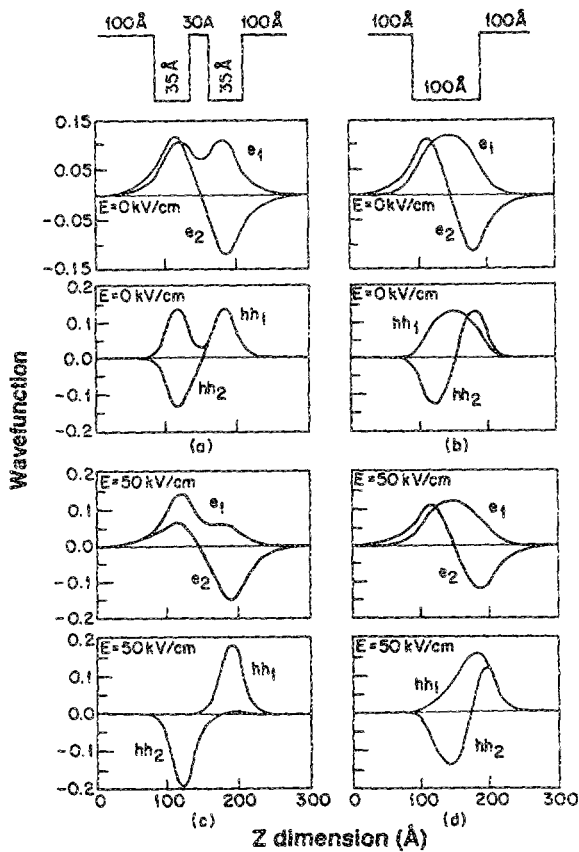 100Å 30Å 100Å
35Å 35Å
100Å 100Å
100Å
0.15
0.05
0.0
-0.05
-0.15
E=0kV/cm
e1
e2
E=0kV/cm
e1
e2
0.2
0.1
0.0
-0.1
-0.2
E=0kV/cm
hh1
hh2
(a)
E=0kV/cm
hh1
hh2
(b)
Wavefunction
0.2
0.1
0.0
-0.1
-0.2
E=50kV/cm
e1
e2
E=50kV/cm
e1
e2
0.2
0.1
0.0
-0.1
-0.2
E=50kV/cm
hh1
hh2
E=50kV/cm
hh1
hh2
0 100 200 300
(c)
0 100 200 300
(d)
Z dimension (Å)